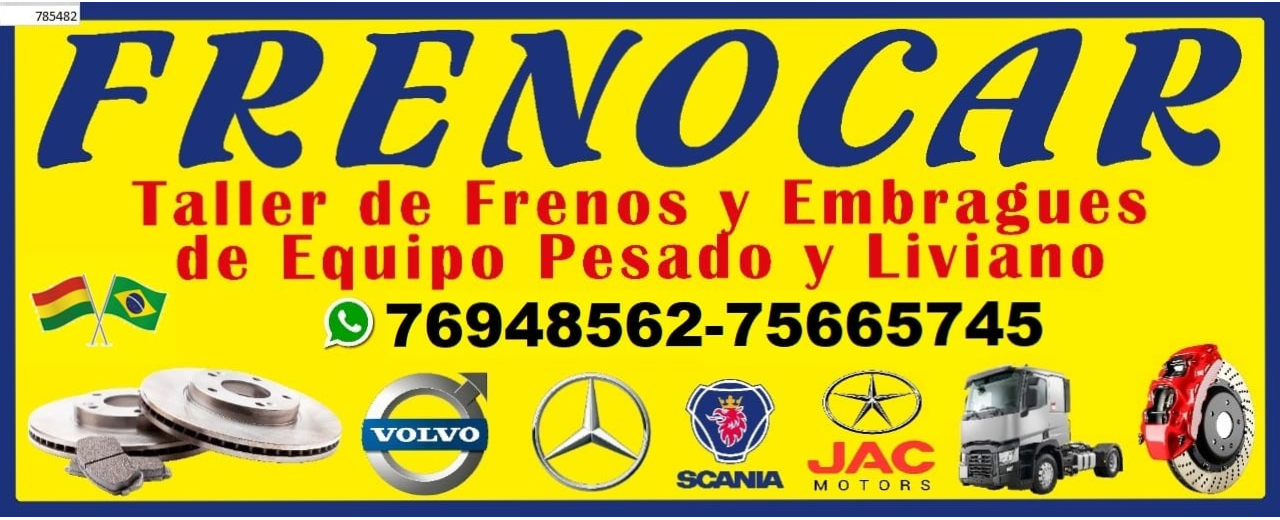 785482
FRENOCAR
Taller de Frenos y Embragues
de Equipo Pesado y Liviano
76948562-75665745
VOLVO
SCANIA
JAC
MOTORS